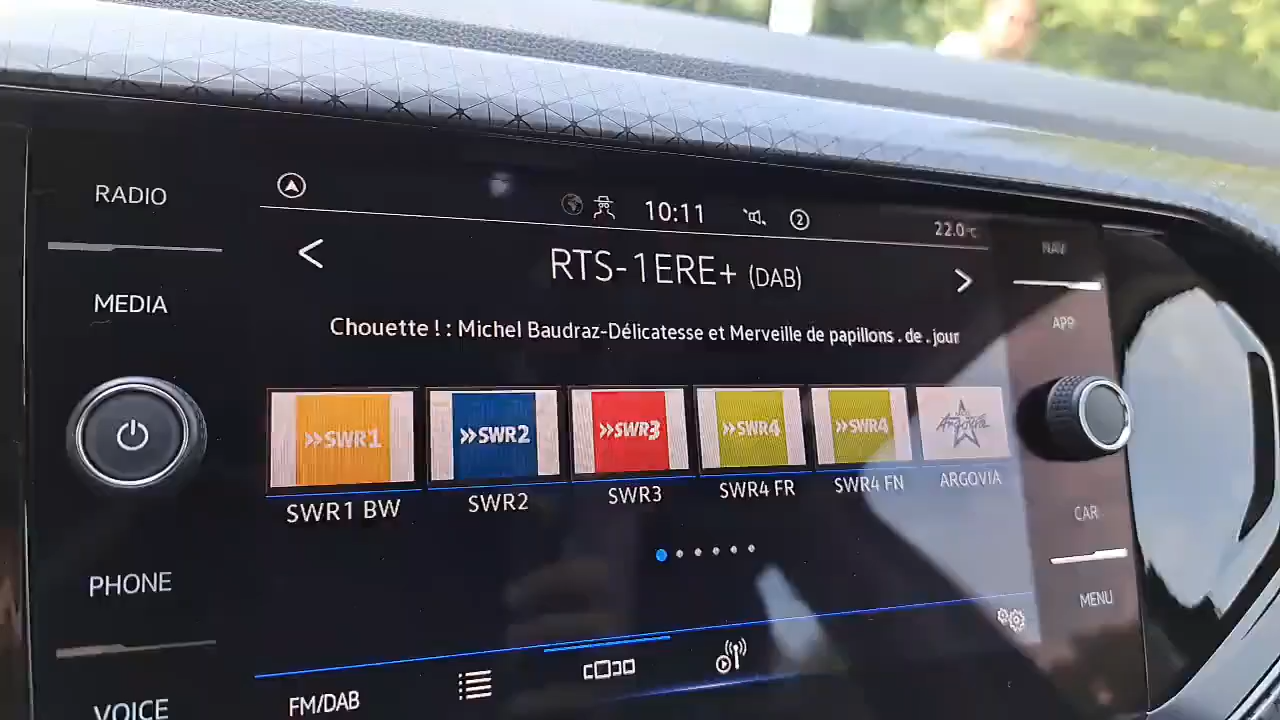 RADIO
MEDIA
PHONE
VOICE
10:11
2
22.0°C
RTS-1ERE+ (DAB)
Chouette ! : Michel Baudraz-Délicatesse et Merveille de papillons . de . jour
>>SWR1
>>SWR2
>>SWR3
>>SWR4
>>SWR4
Argovia
SWR1 BW
SWR2
SWR3
SWR4 FR
SWR4 FN
ARGOVIA
FM/DAB
NAV
APP
CAR
MENU